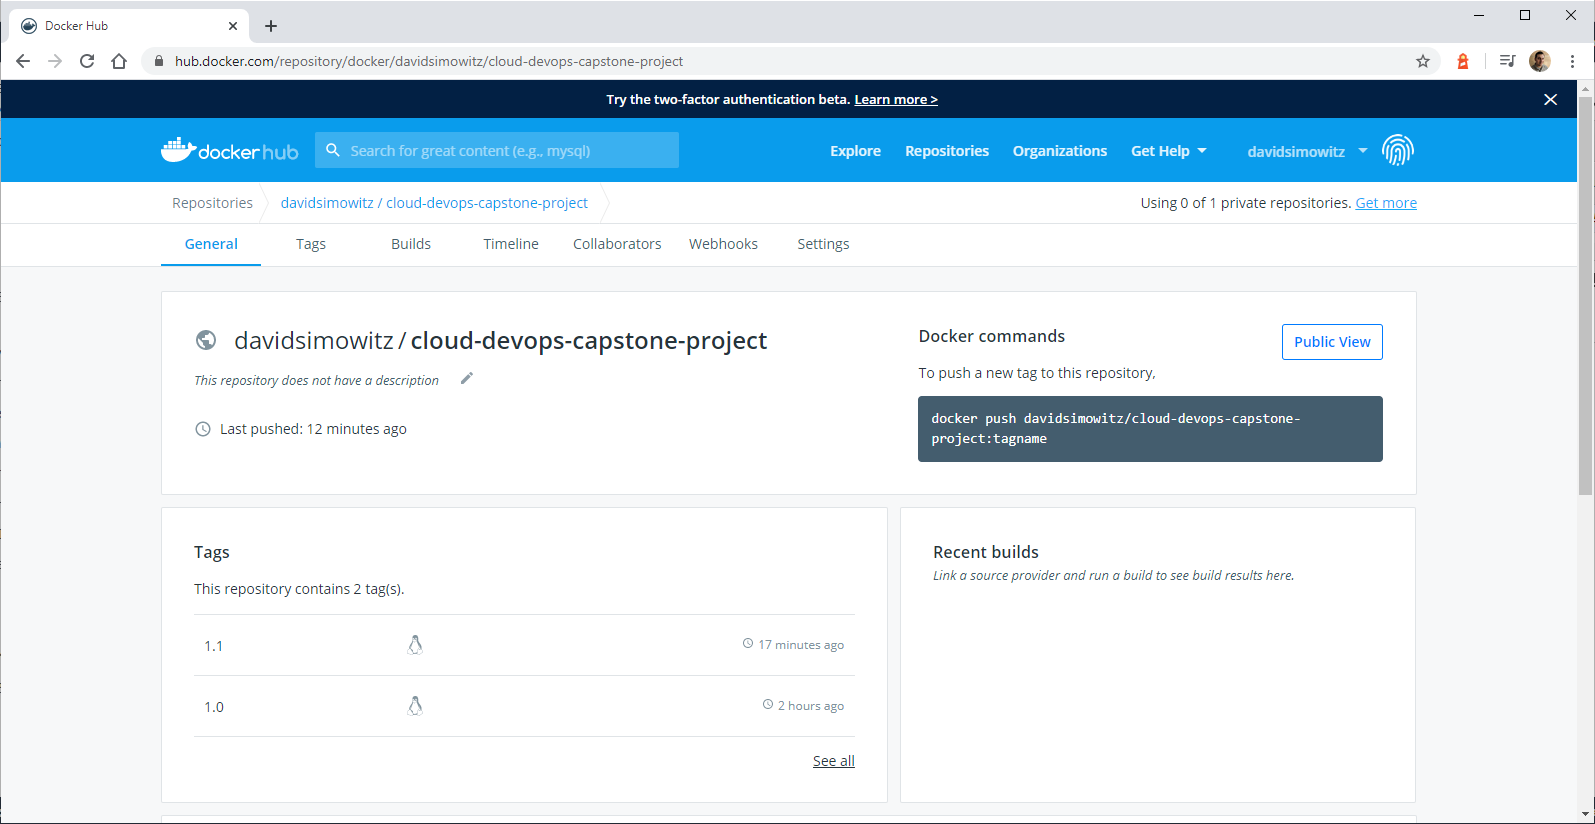 Docker Hub
hub.docker.com/repository/docker/davidsimowitz/cloud-devops-capstone-project
Try the two-factor authentication beta. Learn more >
docker hub
Search for great content (e.g., mysql)
Explore
Repositories
Organizations
Get Help
davidsimowitz
Repositories
davidsimowitz / cloud-devops-capstone-project
Using 0 of 1 private repositories. Get more
General
Tags
Builds
Timeline
Collaborators
Webhooks
Settings
davidsimowitz / cloud-devops-capstone-project
This repository does not have a description
Last pushed: 12 minutes ago
Docker commands
Public View
To push a new tag to this repository,
docker push davidsimowitz/cloud-devops-capstone-
project:tagname
Tags
This repository contains 2 tag(s).
1.1
17 minutes ago
1.0
2 hours ago
See all
Recent builds
Link a source provider and run a build to see build results here.